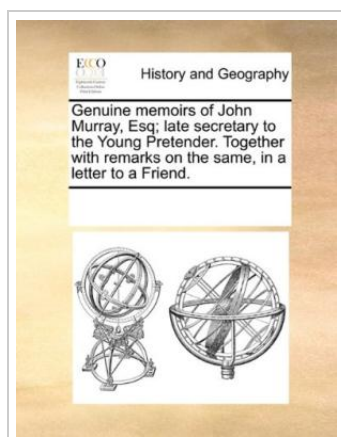 ECCO
History and Geography
Genuine memoirs of John
Murray, Esq; late secretary to
the Young Pretender. Together
with remarks on the same, in a
letter to a Friend.